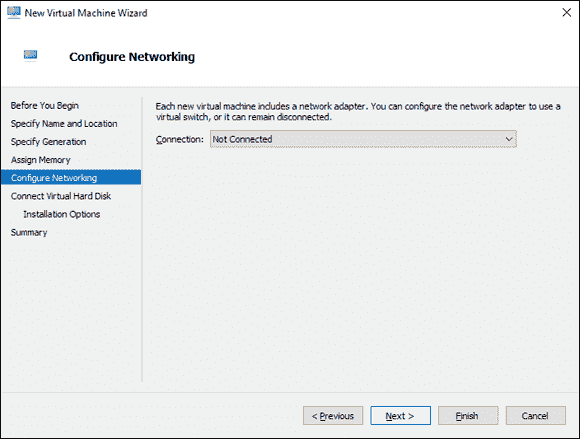 New Virtual Machine Wizard
Configure Networking
Before You Begin
Specify Name and Location
Specify Generation
Assign Memory
Configure Networking
Connect Virtual Hard Disk
Installation Options
Summary
Each new virtual machine includes a network adapter. You can configure the network adapter to use a
virtual switch, or it can remain disconnected.
Connection: Not Connected
< Previous Next > Finish Cancel